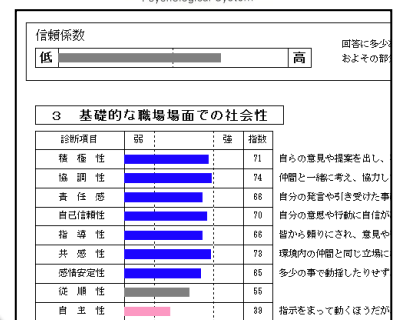 Psychological System
信頼係数
低 高
回答に多少
およその部分
3 基礎的な職場場面での社会性
診断項目 弱 強 指数
積極性 71 自らの意見や提案を出し、
協調性 74 仲間と一緒に考え、協力し
責任感 66 自分の発言や引き受けた事
自己信頼性 70 自分の意思や行動に自信が
指導性 66 皆から頼りにされ、意見や
共感性 73 環境内の仲間と同じ立場に
感情安定性 65 多少の事で動揺したりせず
従順性 55
自主性 39 指示をまって動くほうだが